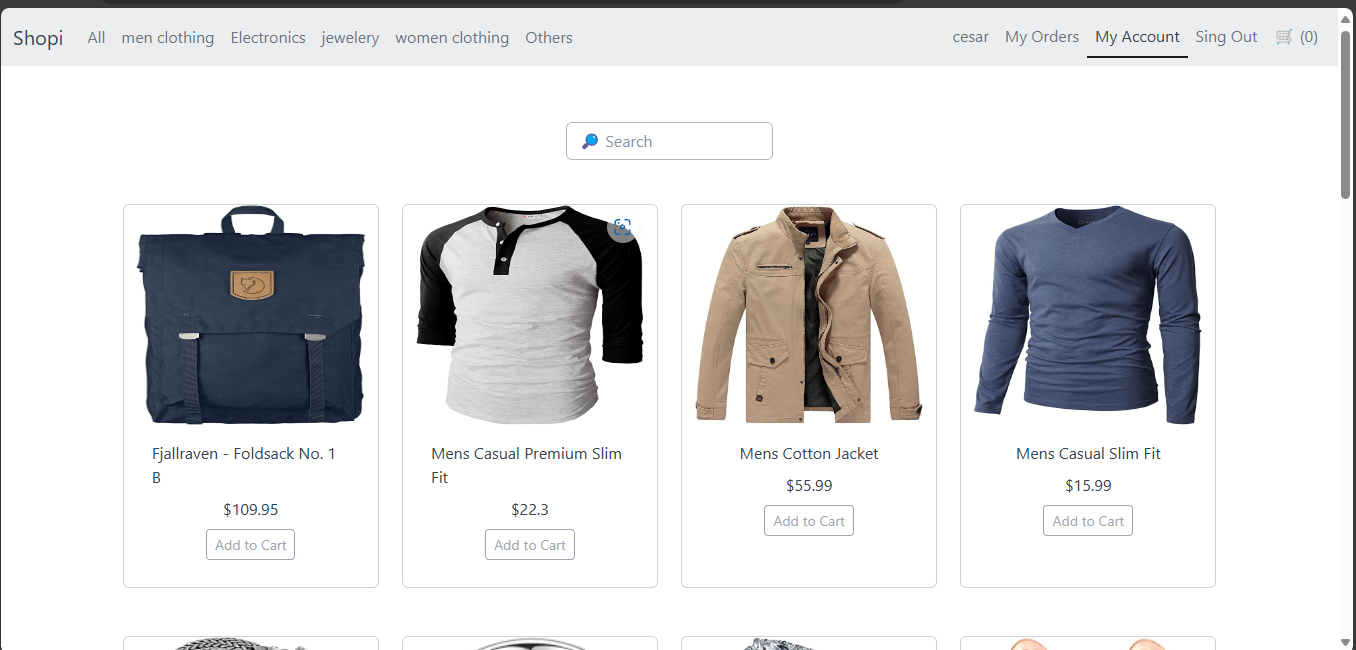 Shopi All men clothing Electronics jewelery women clothing Others cesar My Orders My Account Sing Out (0)
Search
Fjallraven - Foldsack No. 1
B
$109.95
Add to Cart
Mens Casual Premium Slim
Fit
$22.3
Add to Cart
Mens Cotton Jacket
$55.99
Add to Cart
Mens Casual Slim Fit
$15.99
Add to Cart